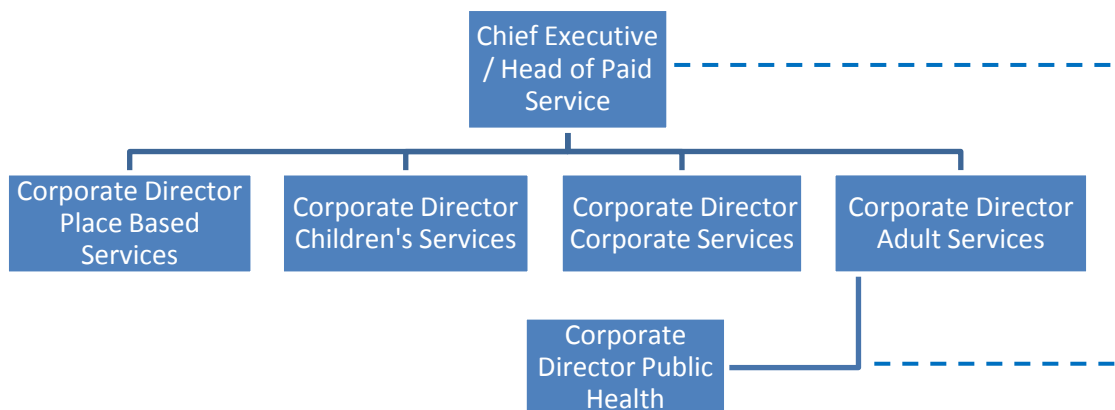 Chief Executive
/ Head of Paid
Service
Corporate Director
Place Based
Services
Corporate Director
Children's Services
Corporate Director
Corporate Services
Corporate Director
Adult Services
Corporate
Director Public
Health